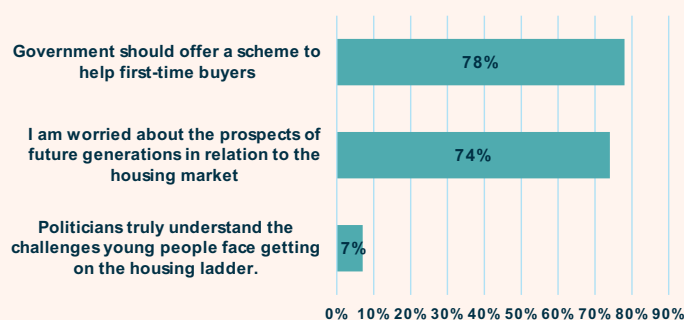 Government should offer a scheme to
help first-time buyers
78%
I am worried about the prospects of
future generations in relation to the
housing market
74%
Politicians truly understand the
challenges young people face getting
on the housing ladder.
7%
0% 10% 20% 30% 40% 50% 60% 70% 80% 90%